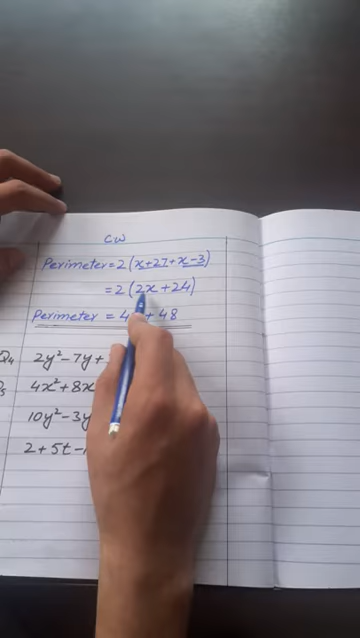 CW
Perimeter = 2 (x+27+x-3)
= 2 (2x+24)
Perimeter = 4 + 48
Q4 2y² - 7y +
4x² + 8x
10y² - 3y
2 + 5t -